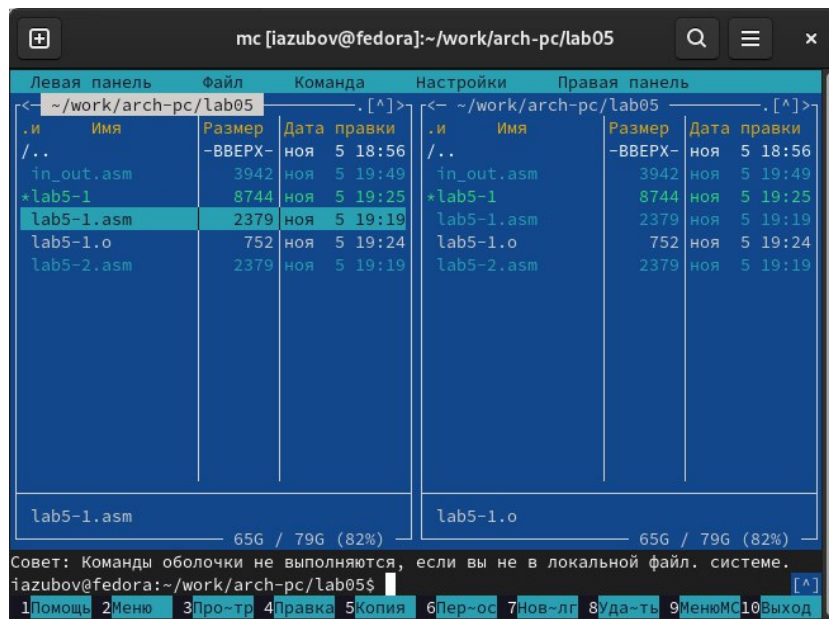 mc [iazubov@fedora]:~/work/arch-pc/lab05
Левая панель Файл Команда Настройки Правая панель
<— ~/work/arch-pc/lab05 —.[^]> <— ~/work/arch-pc/lab05 —.[^]>
.и Имя Размер Дата правки .и Имя Размер Дата правки
/.. -ВВЕРХ- ноя 5 18:56 /.. -ВВЕРХ- ноя 5 18:56
in_out.asm 3942 ноя 5 19:49 in_out.asm 3942 ноя 5 19:49
*lab5-1 8744 ноя 5 19:25 *lab5-1 8744 ноя 5 19:25
lab5-1.asm 2379 ноя 5 19:19 lab5-1.asm 2379 ноя 5 19:19
lab5-1.o 752 ноя 5 19:24 lab5-1.o 752 ноя 5 19:24
lab5-2.asm 2379 ноя 5 19:19 lab5-2.asm 2379 ноя 5 19:19
lab5-1.asm lab5-1.o
65G / 79G (82%) 65G / 79G (82%)
Совет: Команды оболочки не выполняются, если вы не в локальной файл. системе.
iazubov@fedora:~/work/arch-pc/lab05$ [^]
1Помощь 2Меню 3Про~тр 4Правка 5Копия 6Пер~ос 7Нов~лг 8Уда~ть 9МенюМС 10Выход